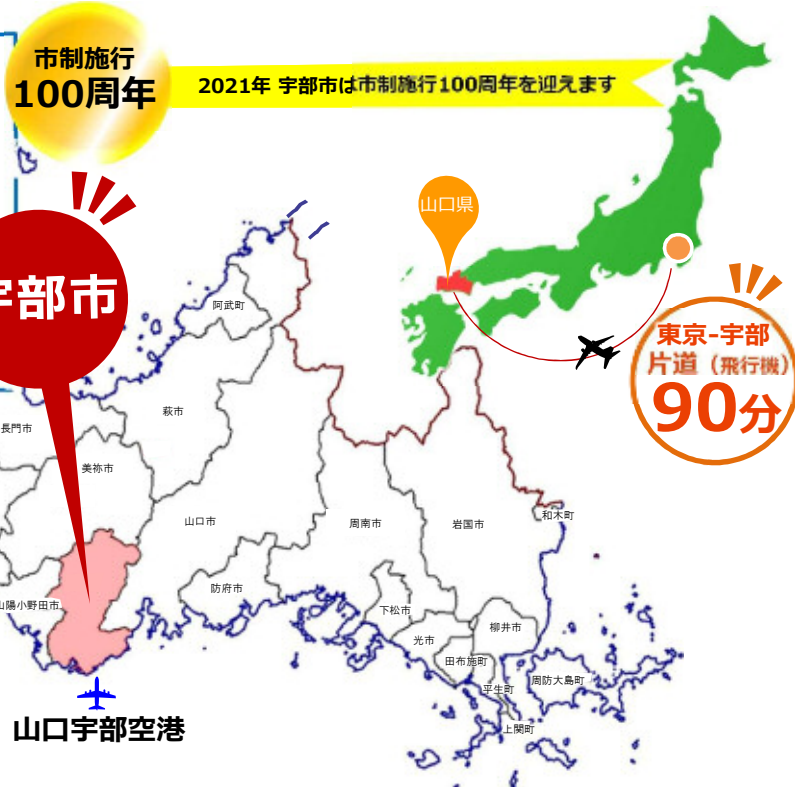 市制施行
100周年
2021年 宇部市は市制施行100周年を迎えます
山口県
宇部市
阿武町
東京-宇部
片道（飛行機）
90分
萩市
長門市
美祢市
山口市
周南市
岩国市
和木町
防府市
山陽小野田市
下松市
光市
柳井市
田布施町
平生町
周防大島町
上関町
山口宇部空港